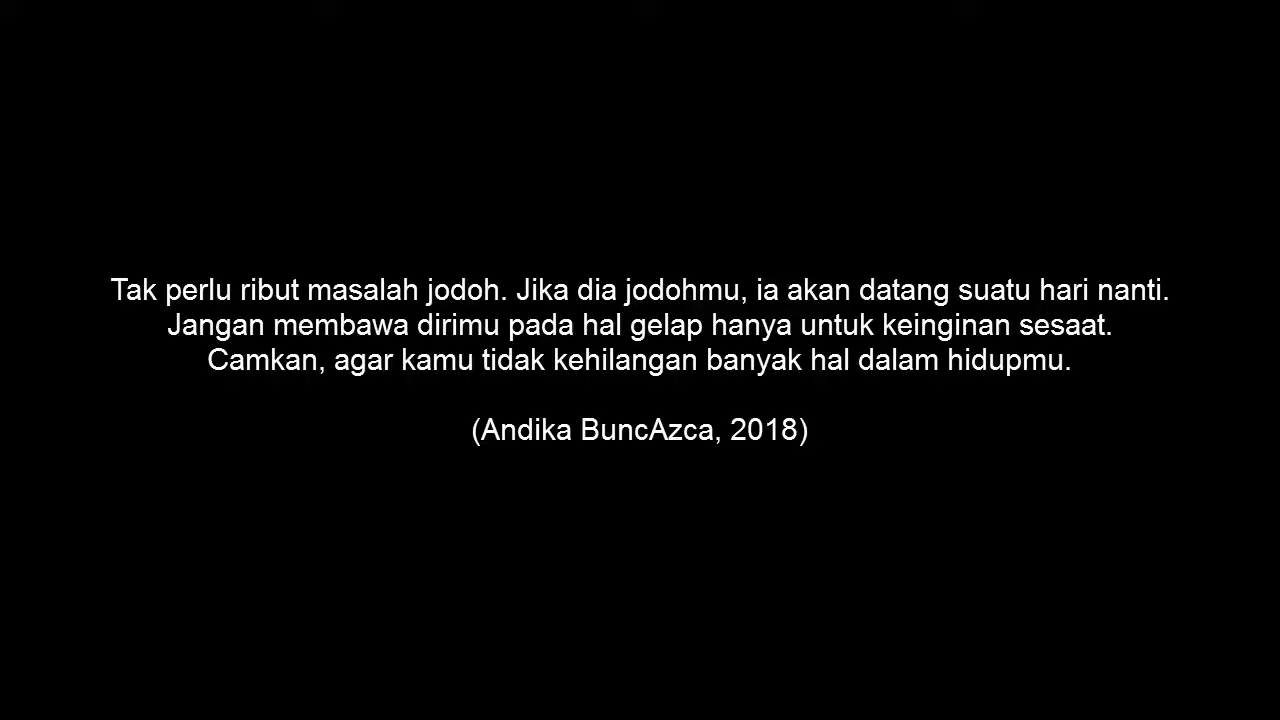 Tak perlu ribut masalah jodoh. Jika dia jodohmu, ia akan datang suatu hari nanti.
Jangan membawa dirimu pada hal gelap hanya untuk keinginan sesaat.
Camkan, agar kamu tidak kehilangan banyak hal dalam hidupmu.
(Andika BuncAzca, 2018)